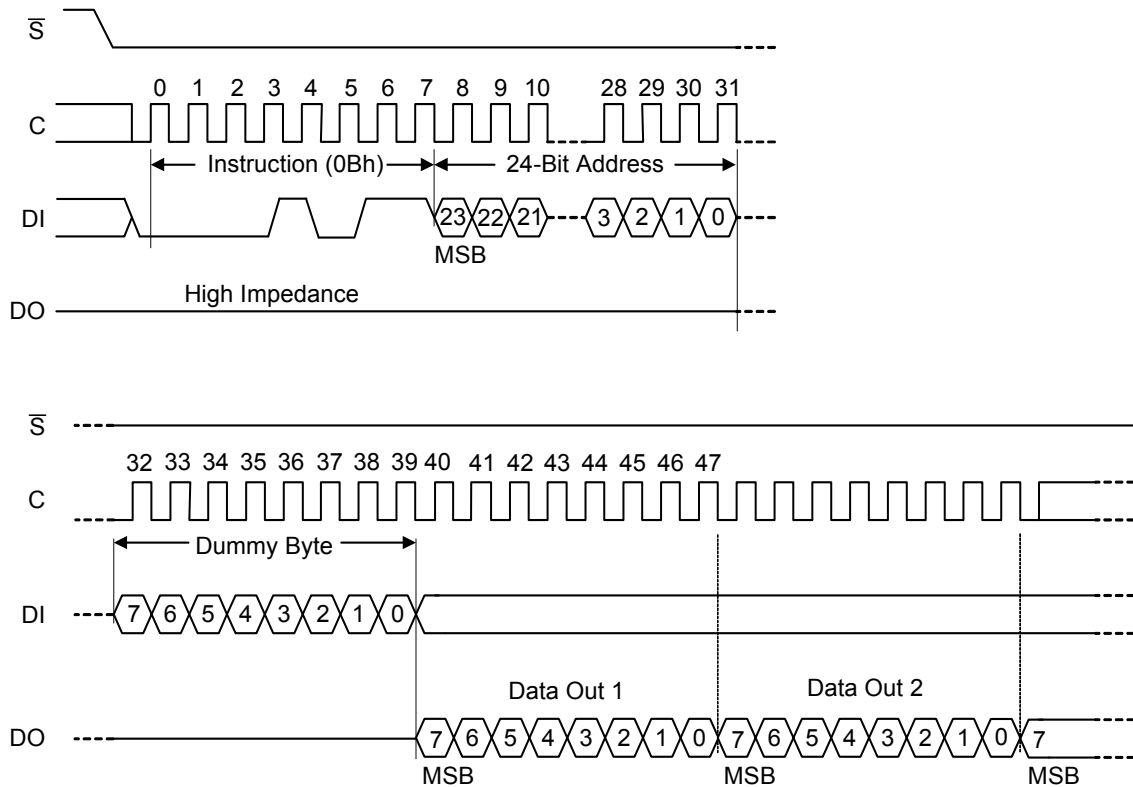 S̅
0 1 2 3 4 5 6 7 8 9 10 28 29 30 31
C
Instruction (0Bh) 24-Bit Address
DI 23 22 21 3 2 1 0
MSB
High Impedance
DO
S̅
32 33 34 35 36 37 38 39 40 41 42 43 44 45 46 47
C
Dummy Byte
DI 7 6 5 4 3 2 1 0
Data Out 1 Data Out 2
DO 7 6 5 4 3 2 1 0 7 6 5 4 3 2 1 0 7
MSB MSB MSB